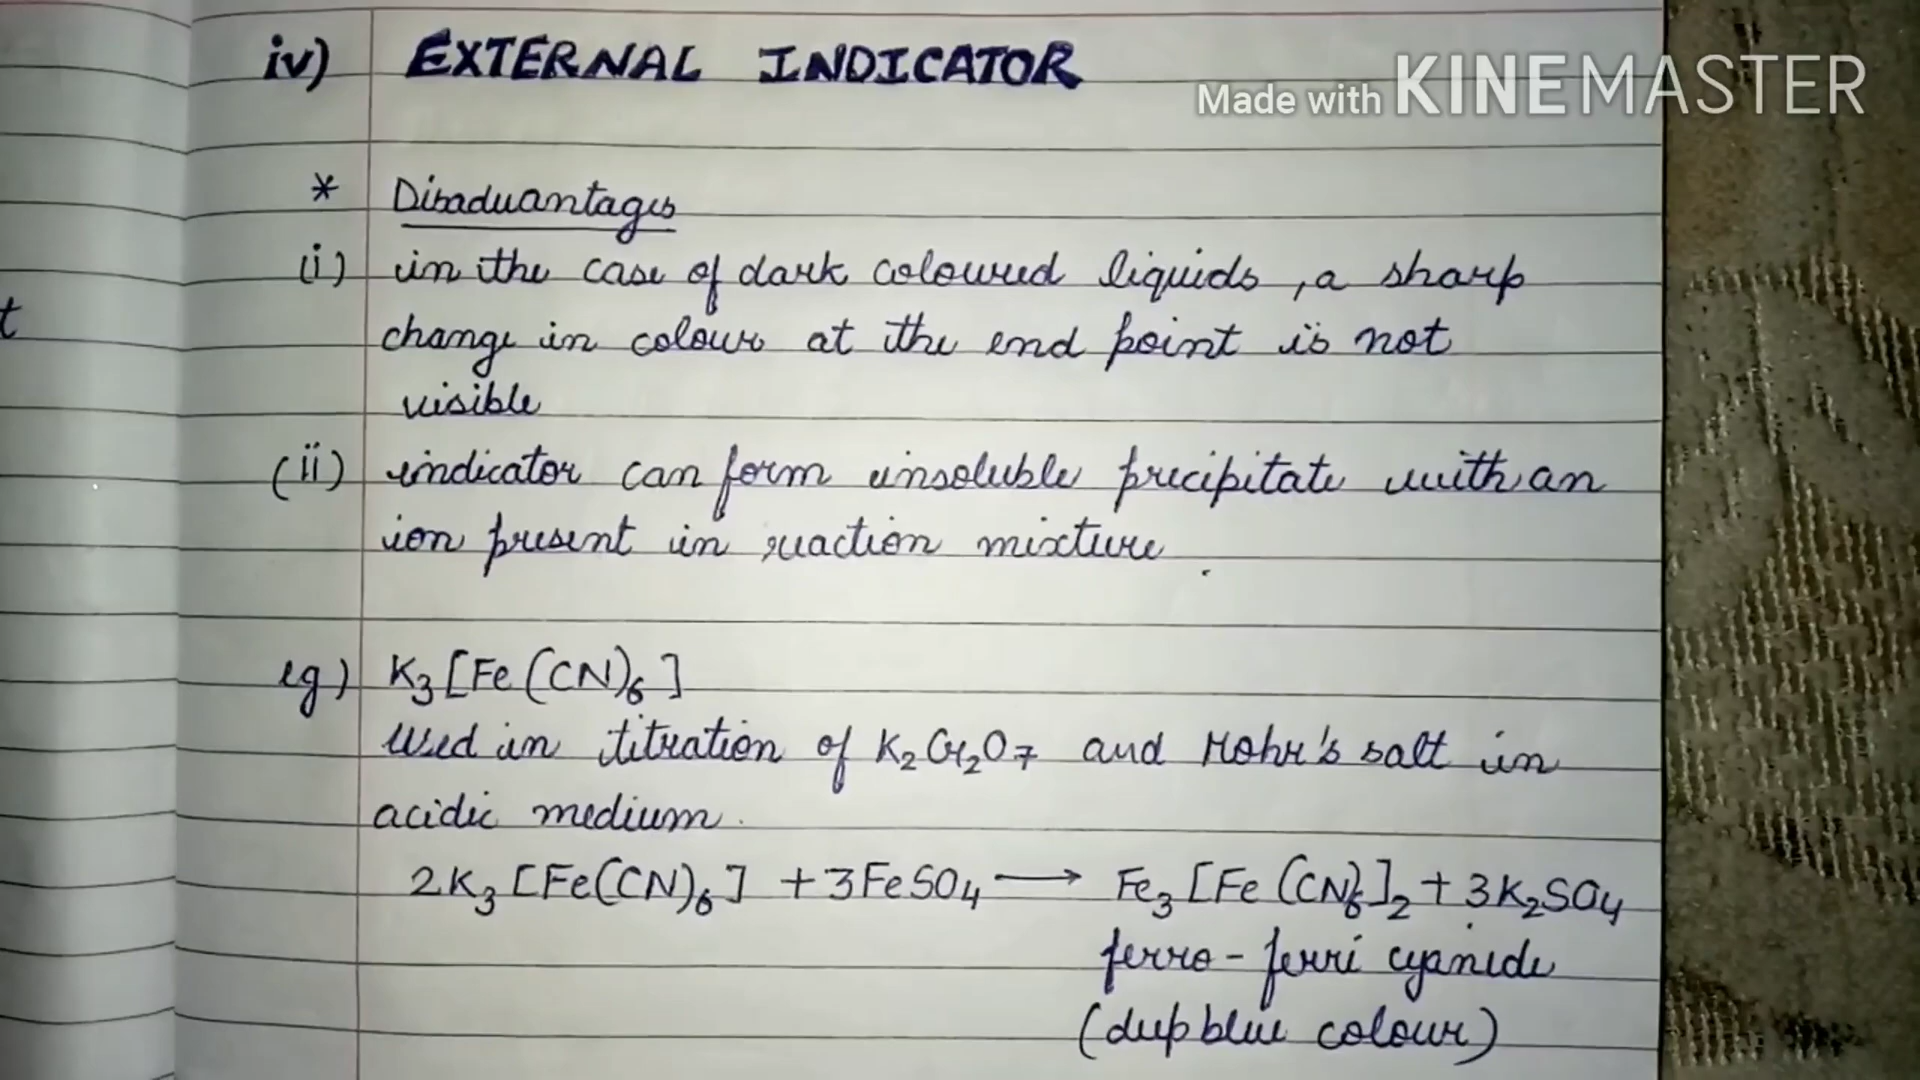 iv) EXTERNAL INDICATOR
Made with KINEMASTER
* Disadvantages
(i) in the case of dark coloured liquids, a sharp
t
change in colour at the end point is not
visible
(ii) indicator can form insoluble precipitate with an
ion present in reaction mixture
eg) K₃[Fe(CN)₆]
Used in titration of K₂Cr₂O₇ and Mohr's salt in
acidic medium.
2K₃[Fe(CN)₆] + 3FeSO₄ → Fe₃[Fe(CN)₆]₂ + 3K₂SO₄
ferro-ferri cyanide
(deep blue colour)